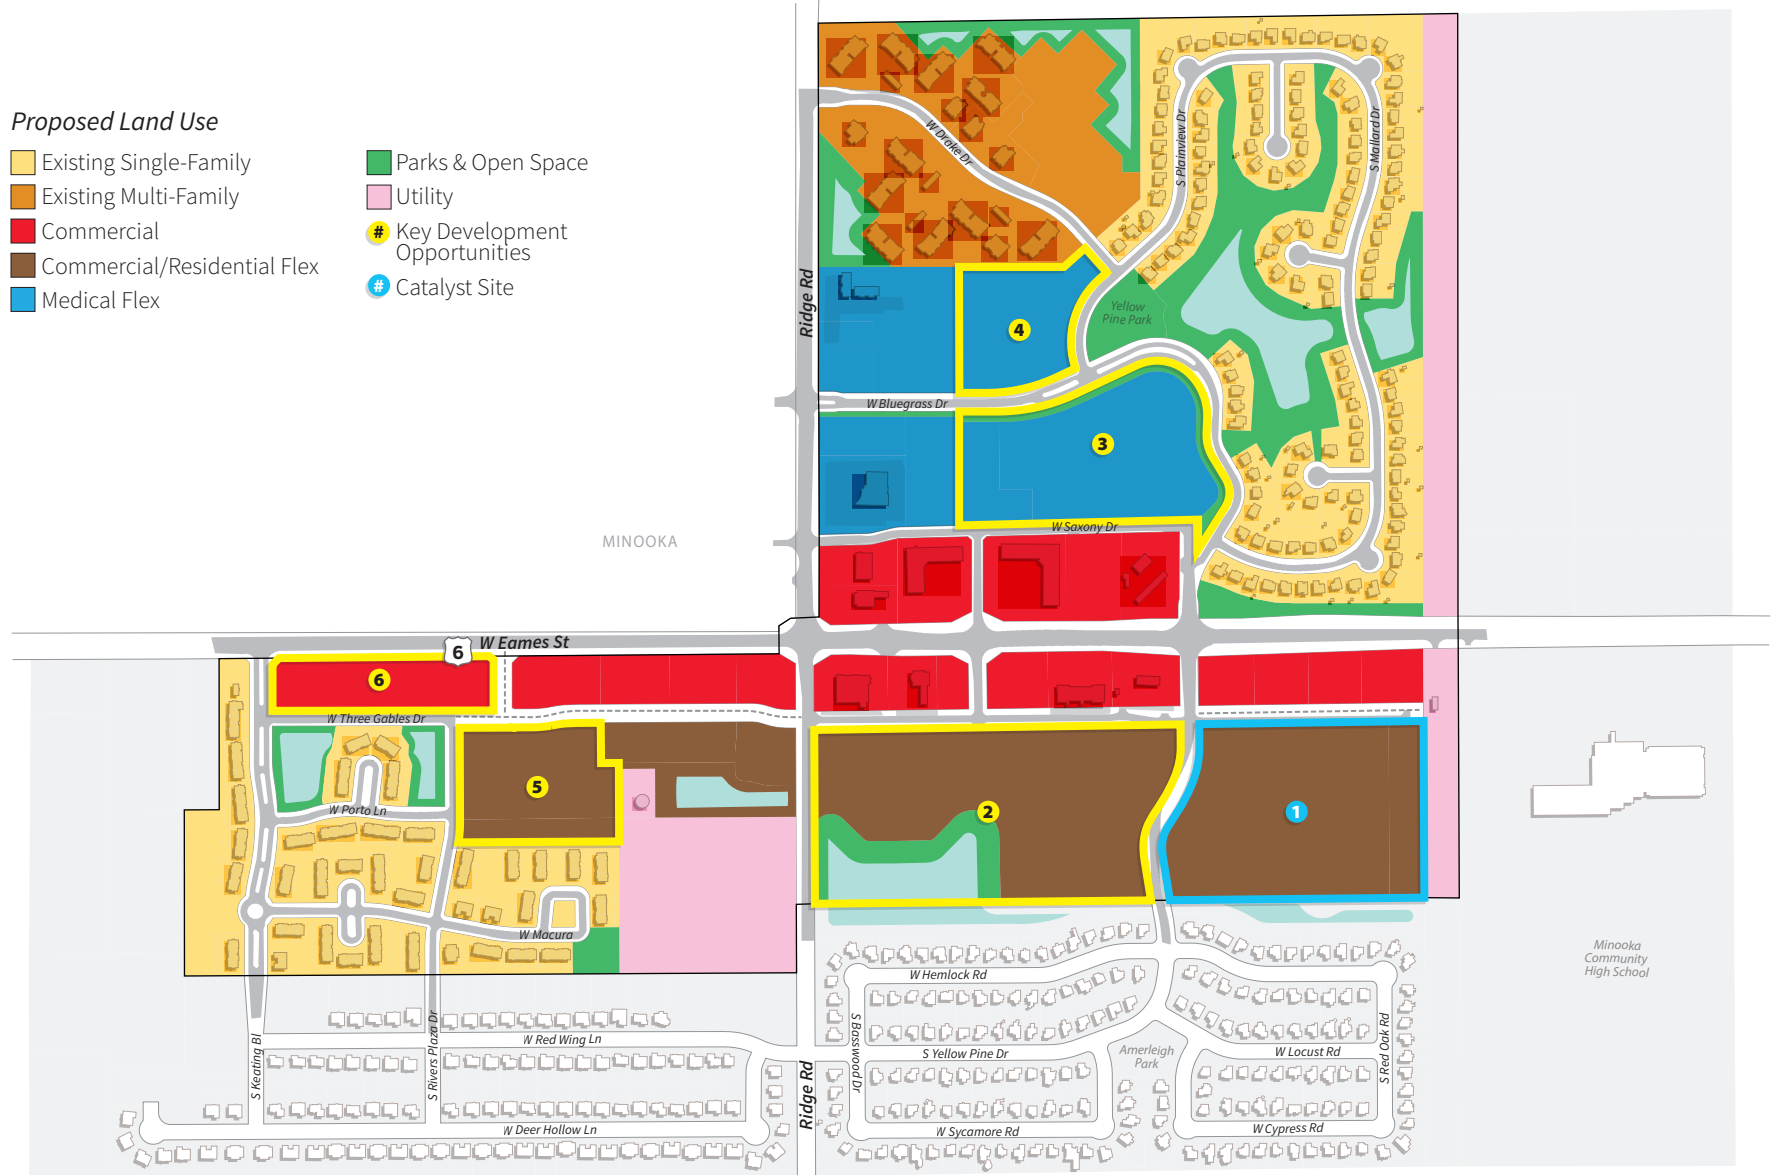 Proposed Land Use
Existing Single-Family
Existing Multi-Family
Commercial
Commercial/Residential Flex
Medical Flex
Parks & Open Space
Utility
# Key Development
Opportunities
# Catalyst Site
W Drake Dr
S Plainview Dr
S Mallard Dr
Ridge Rd
Yellow
Pine Park
4
W Bluegrass Dr
3
W Saxony Dr
MINOOKA
W Eames St
6
6
W Three Gables Dr
5
W Porto Ln
2
1
W Macura
Minooka
Community
High School
W Hemlock Rd
S Keating Bl
S Rivers Plaza Dr
W Red Wing Ln
Ridge Rd
S Basswood Dr
S Yellow Pine Dr
Amerleigh
Park
W Locust Rd
S Red Oak Rd
W Deer Hollow Ln
W Sycamore Rd
W Cypress Rd